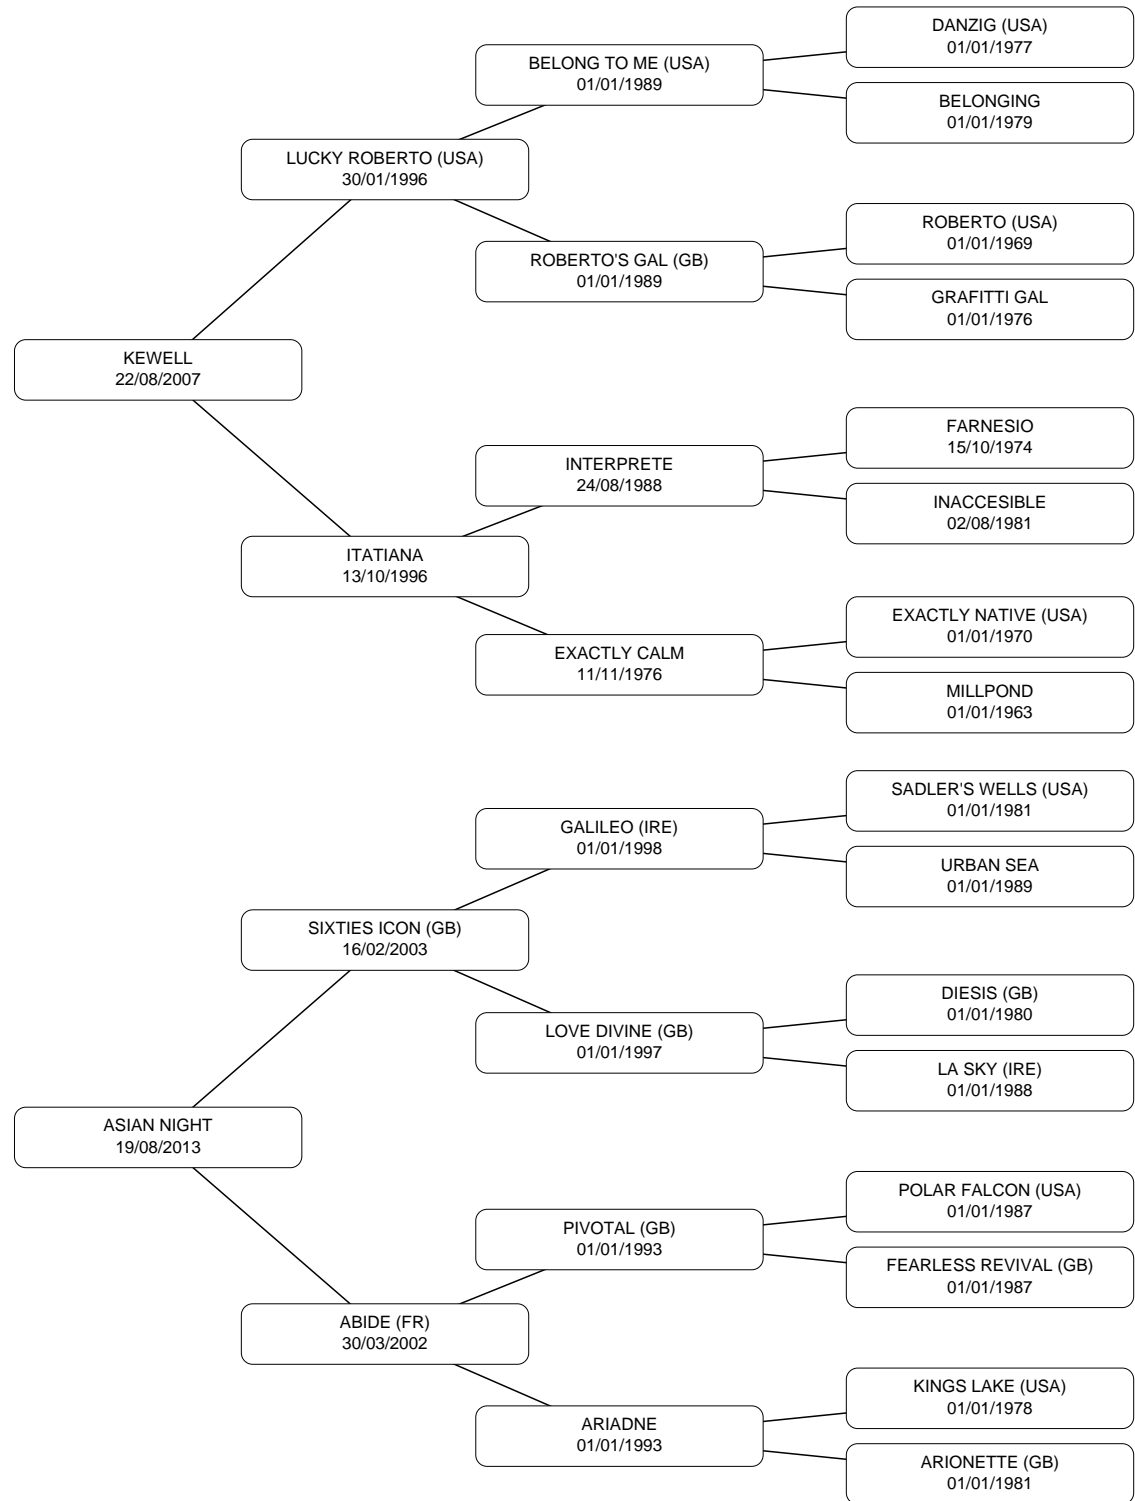 DANZIG (USA)
01/01/1977
BELONG TO ME (USA)
01/01/1989
BELONGING
01/01/1979
LUCKY ROBERTO (USA)
30/01/1996
ROBERTO (USA)
01/01/1969
ROBERTO'S GAL (GB)
01/01/1989
GRAFITTI GAL
01/01/1976
KEWELL
22/08/2007
FARNESIO
15/10/1974
INTERPRETE
24/08/1988
INACCESIBLE
02/08/1981
ITATIANA
13/10/1996
EXACTLY NATIVE (USA)
01/01/1970
EXACTLY CALM
11/11/1976
MILLPOND
01/01/1963
SADLER'S WELLS (USA)
01/01/1981
GALILEO (IRE)
01/01/1998
URBAN SEA
01/01/1989
SIXTIES ICON (GB)
16/02/2003
DIESIS (GB)
01/01/1980
LOVE DIVINE (GB)
01/01/1997
LA SKY (IRE)
01/01/1988
ASIAN NIGHT
19/08/2013
POLAR FALCON (USA)
01/01/1987
PIVOTAL (GB)
01/01/1993
FEARLESS REVIVAL (GB)
01/01/1987
ABIDE (FR)
30/03/2002
KINGS LAKE (USA)
01/01/1978
ARIADNE
01/01/1993
ARIONETTE (GB)
01/01/1981